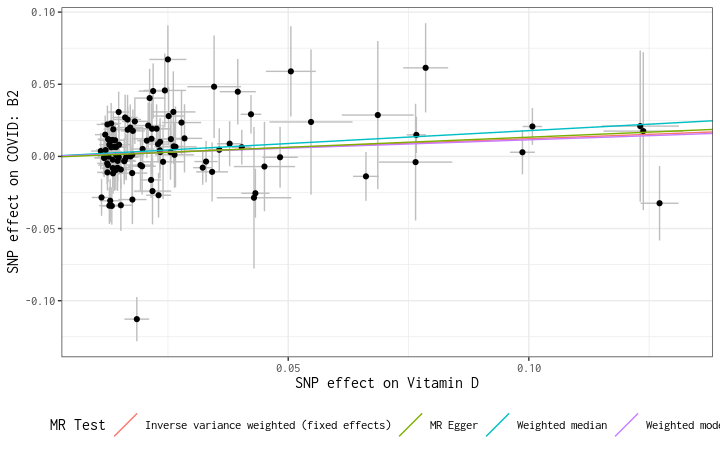 0.10
0.05
0.00
-0.05
-0.10
SNP effect on COVID: B2
0.05
0.10
SNP effect on Vitamin D
MR Test
Inverse variance weighted (fixed effects)
MR Egger
Weighted median
Weighted mode